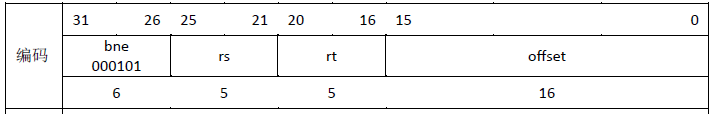 31 26 25 21 20 16 15 0
编码
bne
000101
rs rt offset
6 5 5 16